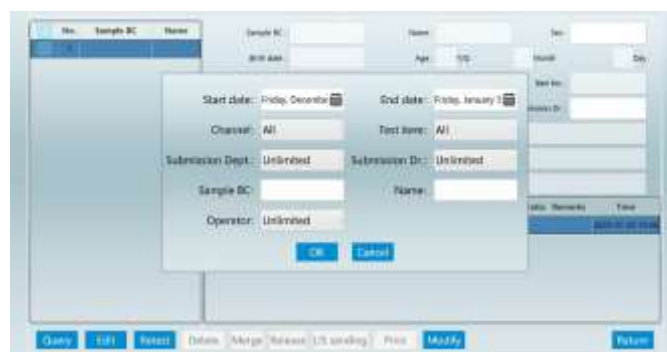 No. Sample BC Name
Sample BC: Name: Sex:
Birth date: Age: Month Day
Start date: Friday, December End date: Friday, January
Channel: All Test item: All
Submission Dept.: Unlimited Submission Dr.: Unlimited
Sample BC: Name:
Operator: Unlimited
Remarks Time
OK Cancel
Query Edit Retest Delete Merge Release LIS sending Print Modify Return